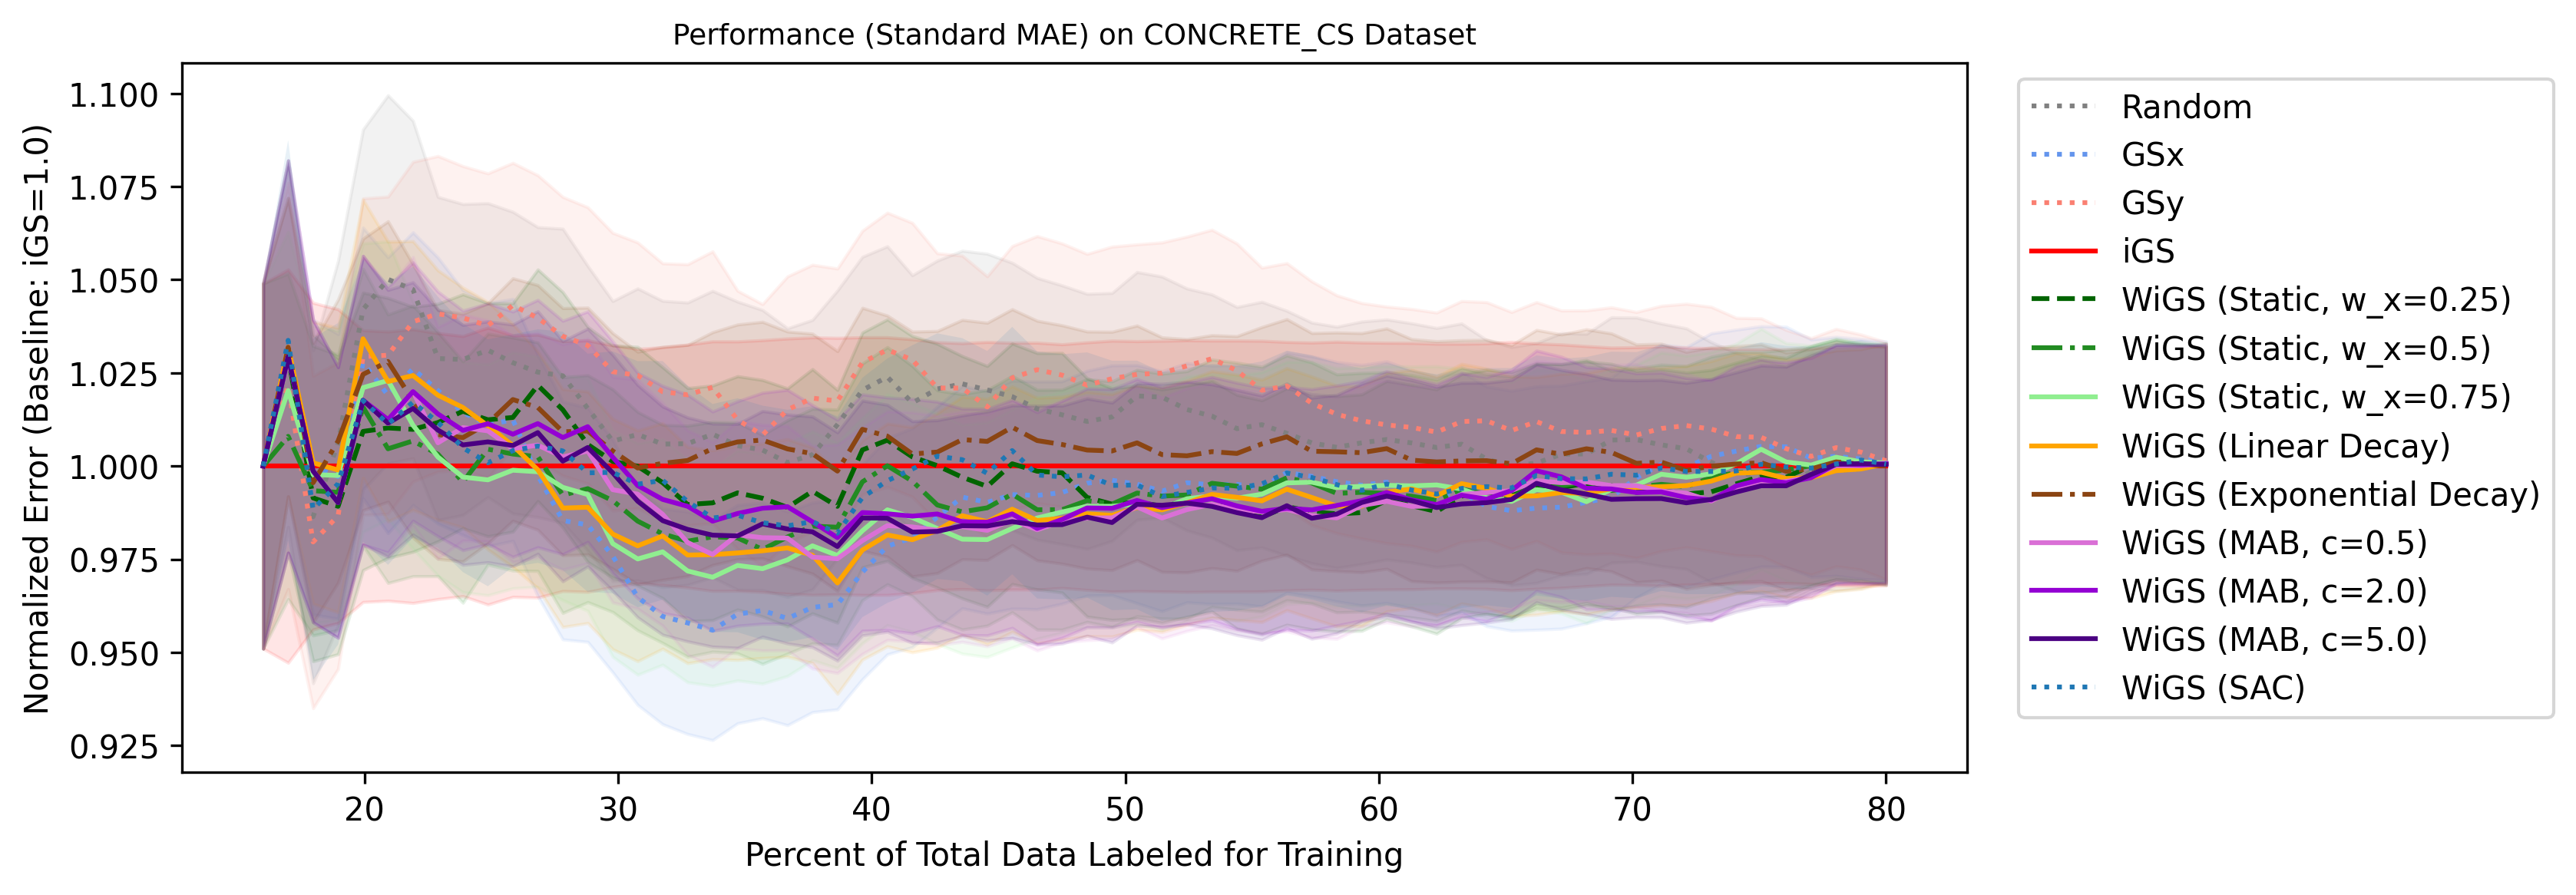 Performance (Standard MAE) on CONCRETE_CS Dataset
Normalized Error (Baseline: iGS=1.0)
1.100
1.075
1.050
1.025
1.000
0.975
0.950
0.925
20 30 40 50 60 70 80
Percent of Total Data Labeled for Training
Random
GSx
GSy
iGS
WiGS (Static, w_x=0.25)
WiGS (Static, w_x=0.5)
WiGS (Static, w_x=0.75)
WiGS (Linear Decay)
WiGS (Exponential Decay)
WiGS (MAB, c=0.5)
WiGS (MAB, c=2.0)
WiGS (MAB, c=5.0)
WiGS (SAC)